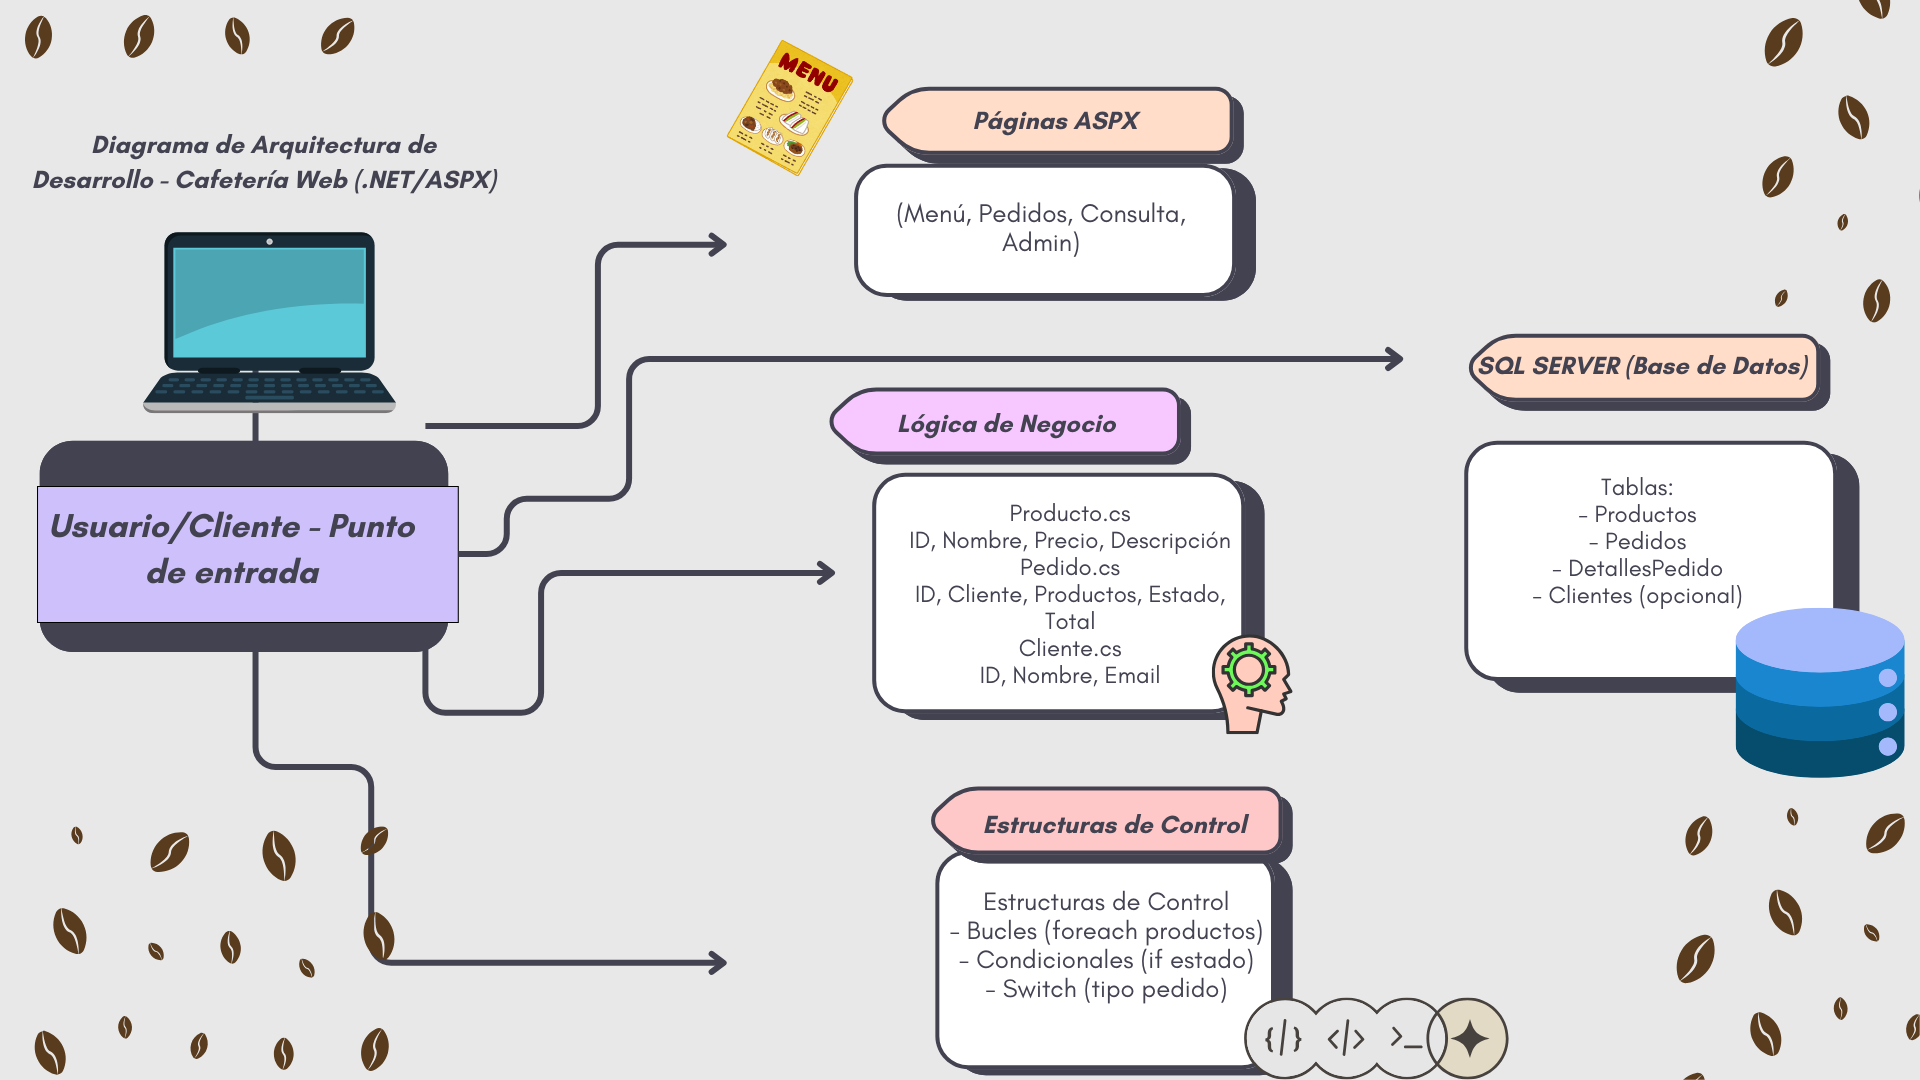 Diagrama de Arquitectura de
Desarrollo - Cafetería Web (.NET/ASPX)
Usuario/Cliente - Punto
de entrada
MENU
Páginas ASPX
(Menú, Pedidos, Consulta,
Admin)
Lógica de Negocio
Producto.cs
ID, Nombre, Precio, Descripción
Pedido.cs
ID, Cliente, Productos, Estado,
Total
Cliente.cs
ID, Nombre, Email
SQL SERVER (Base de Datos)
Tablas:
- Productos
- Pedidos
- DetallesPedido
- Clientes (opcional)
Estructuras de Control
Estructuras de Control
- Bucles (foreach productos)
- Condicionales (if estado)
- Switch (tipo pedido)
{/} </> >_